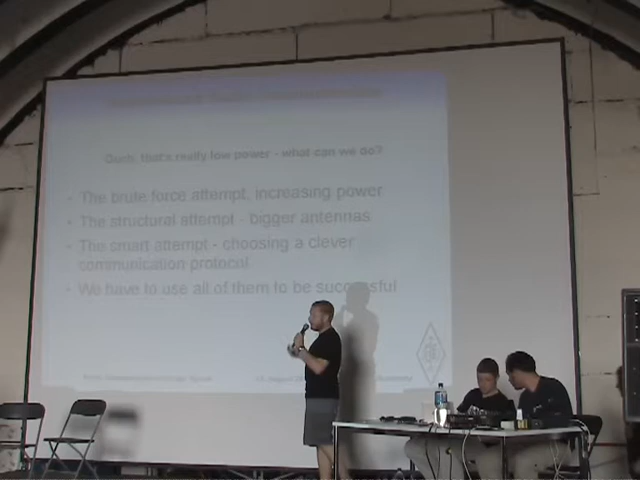 Ouch, that's really low power - what can we do?
- The brute force attempt, increasing power
- The structural attempt - bigger antennas
- The smart attempt - choosing a clever
communication protocol
- We have to use all of them to be successful